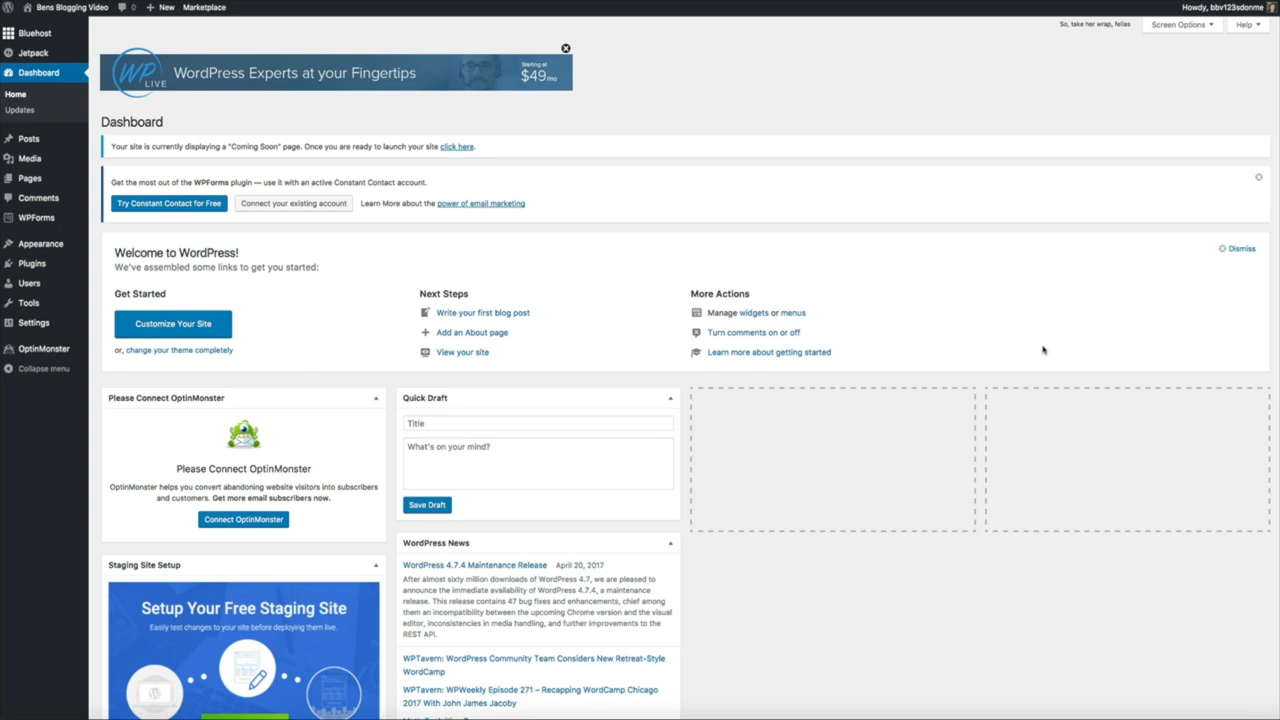 Bens Blogging Video
0
New
Marketplace
Howdy, bbv123sdonme
Bluehost
Jetpack
Dashboard
Home
Updates
Posts
Media
Pages
Comments
WPForms
Appearance
Plugins
Users
Tools
Settings
OptinMonster
Collapse menu
So, take her wrap, fellas
Screen Options
Help
WP
LIVE
WordPress Experts at your Fingertips
Starting at
$49/mo
Dashboard
Your site is currently displaying a "Coming Soon" page. Once you are ready to launch your site click here.
Get the most out of the WPForms plugin — use it with an active Constant Contact account.
Try Constant Contact for Free
Connect your existing account
Learn More about the power of email marketing
Welcome to WordPress!
We've assembled some links to get you started:
Dismiss
Get Started
Customize Your Site
or, change your theme completely
Next Steps
Write your first blog post
Add an About page
View your site
More Actions
Manage widgets or menus
Turn comments on or off
Learn more about getting started
Please Connect OptinMonster
Please Connect OptinMonster
OptinMonster helps you convert abandoning website visitors into subscribers
and customers. Get more email subscribers now.
Connect OptinMonster
Staging Site Setup
Setup Your Free Staging Site
Easily test changes to your site before deploying them live.
Quick Draft
Title
What's on your mind?
Save Draft
WordPress News
WordPress 4.7.4 Maintenance Release April 20, 2017
After almost sixty million downloads of WordPress 4.7, we are pleased to
announce the immediate availability of WordPress 4.7.4, a maintenance
release. This release contains 47 bug fixes and enhancements, chief among
them an incompatibility between the upcoming Chrome version and the visual
editor, inconsistencies in media handling, and further improvements to the
REST API.
WPTavern: WordPress Community Team Considers New Retreat-Style
WordCamp
WPTavern: WPWeekly Episode 271 – Recapping WordCamp Chicago
2017 With John James Jacoby